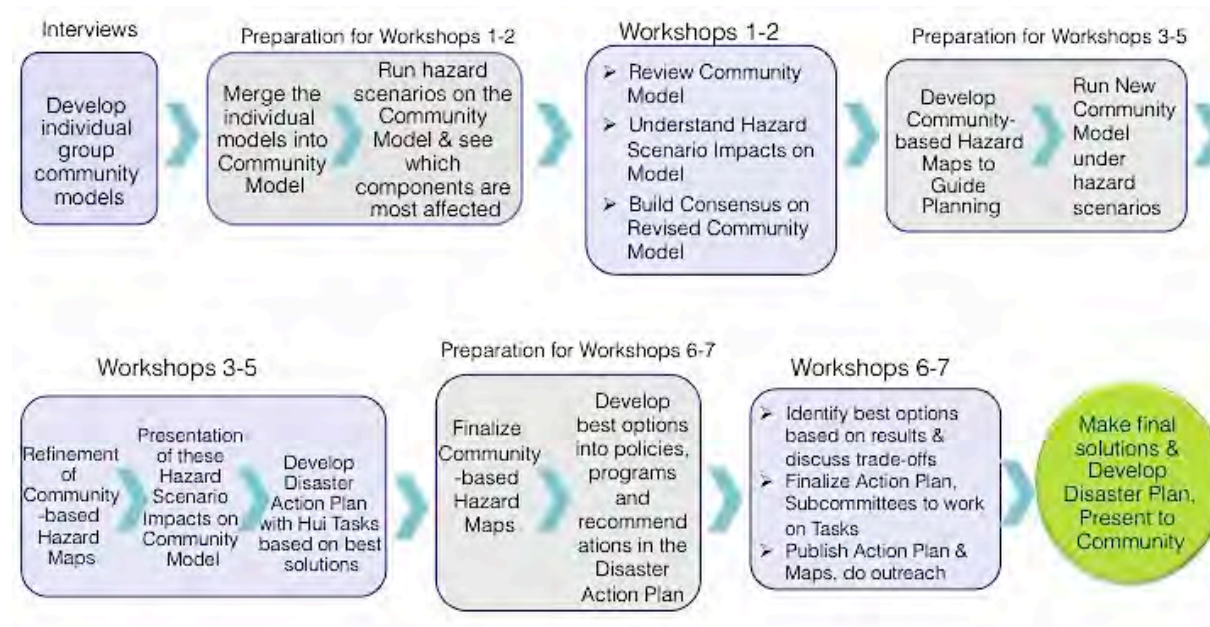 Interviews
Develop
individual
group
community
models
Preparation for Workshops 1-2
Merge the
individual
models into
Community
Model
Run hazard
scenarios on the
Community
Model & see
which
components are
most affected
Workshops 1-2
➢ Review Community
Model
➢ Understand Hazard
Scenario Impacts on
Model
➢ Build Consensus on
Revised Community
Model
Preparation for Workshops 3-5
Develop
Community-
based Hazard
Maps to
Guide
Planning
Run New
Community
Model
under
hazard
scenarios
Workshops 3-5
Refinement
of
Community
-based
Hazard
Maps
Presentation
of these
Hazard
Scenario
Impacts on
Community
Model
Develop
Disaster
Action Plan
with Hui Tasks
based on best
solutions
Preparation for Workshops 6-7
Finalize
Community
-based
Hazard
Maps
Develop
best options
into policies,
programs
and
recommend
ations in the
Disaster
Action Plan
Workshops 6-7
➢ Identify best options
based on results &
discuss trade-offs
➢ Finalize Action Plan,
Subcommittees to work
on Tasks
➢ Publish Action Plan &
Maps, do outreach
Make final
solutions &
Develop
Disaster Plan,
Present to
Community